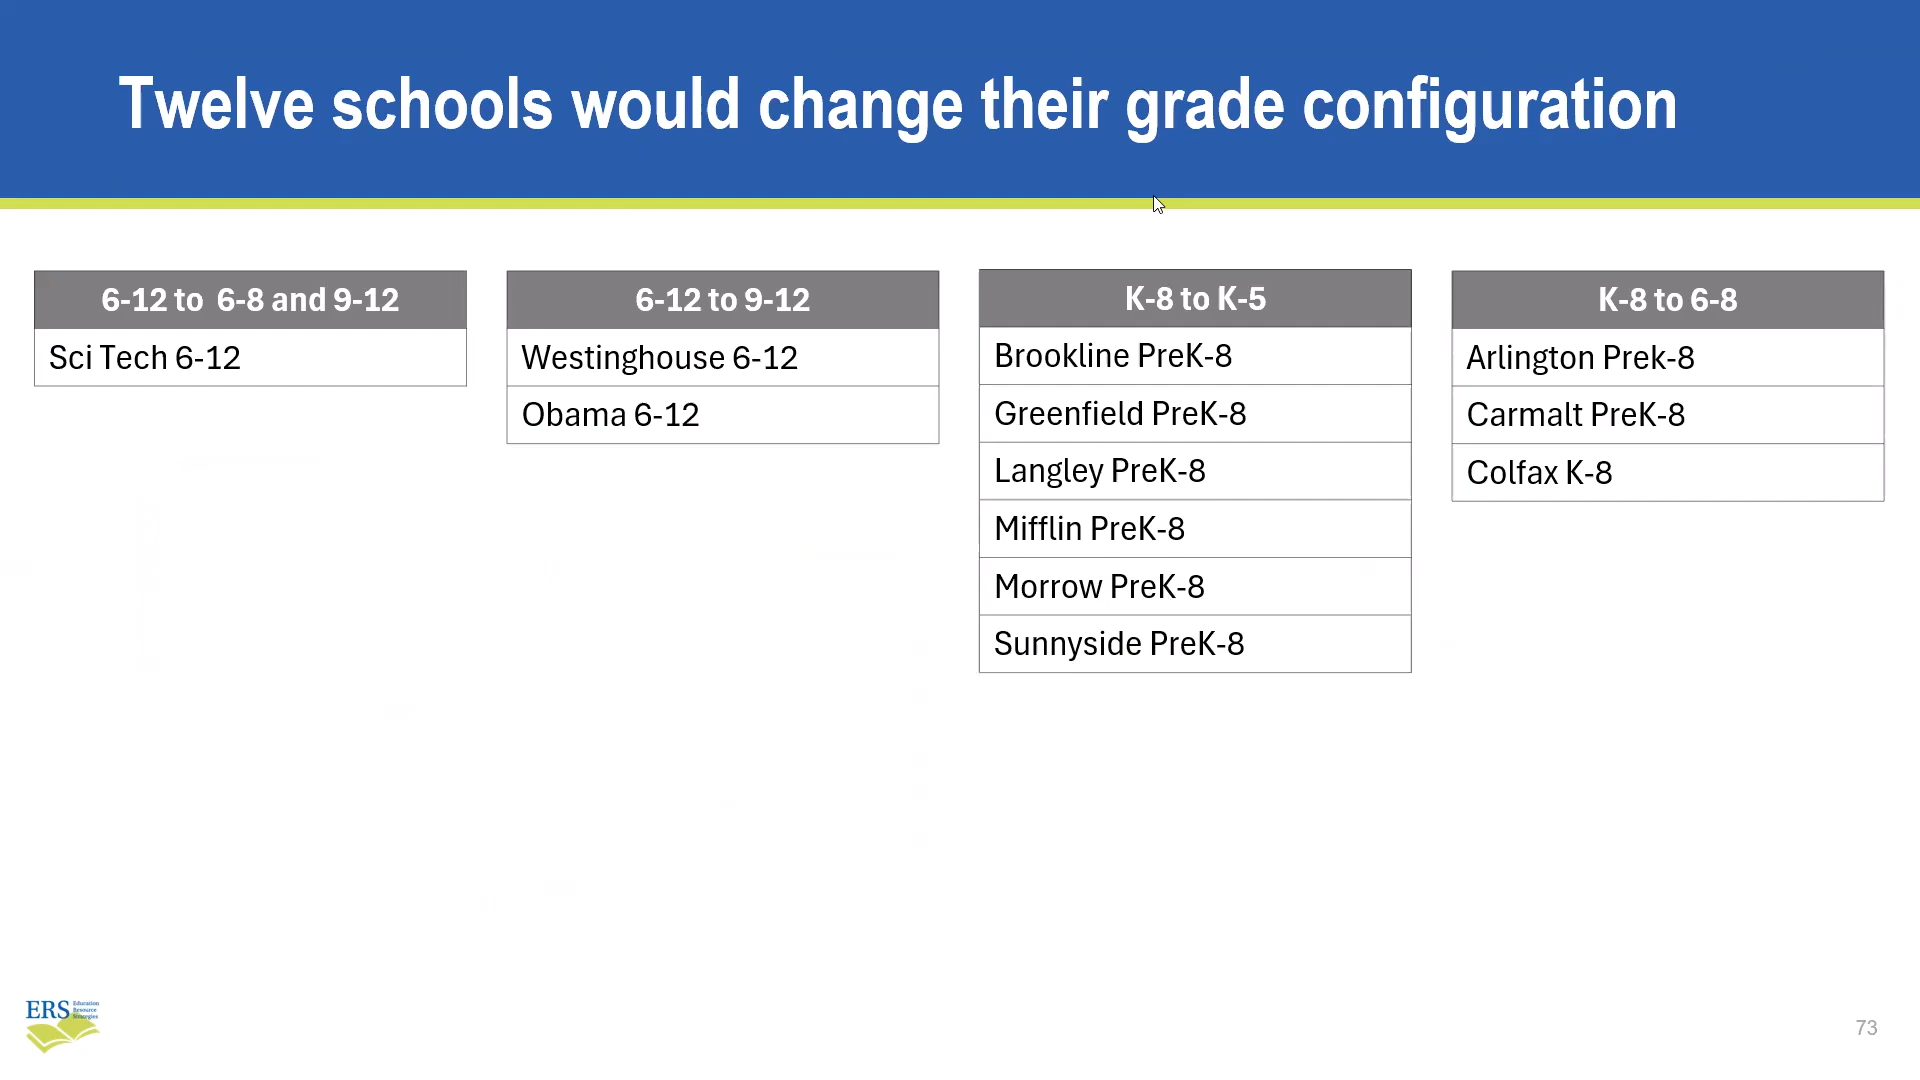 Twelve schools would change their grade configuration
6-12 to 6-8 and 9-12
Sci Tech 6-12
6-12 to 9-12
Westinghouse 6-12
Obama 6-12
K-8 to K-5
Brookline PreK-8
Greenfield PreK-8
Langley PreK-8
Mifflin PreK-8
Morrow PreK-8
Sunnyside PreK-8
K-8 to 6-8
Arlington Prek-8
Carmalt PreK-8
Colfax K-8
ERS
Education
Resource
Strategies
73